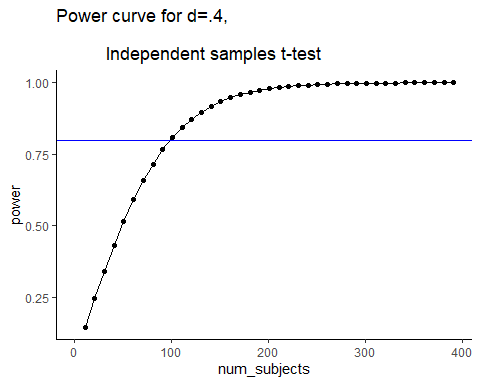 Power curve for d=.4,
Independent samples t-test
1.00
0.75
0.50
0.25
power
0
100
200
300
400
num_subjects